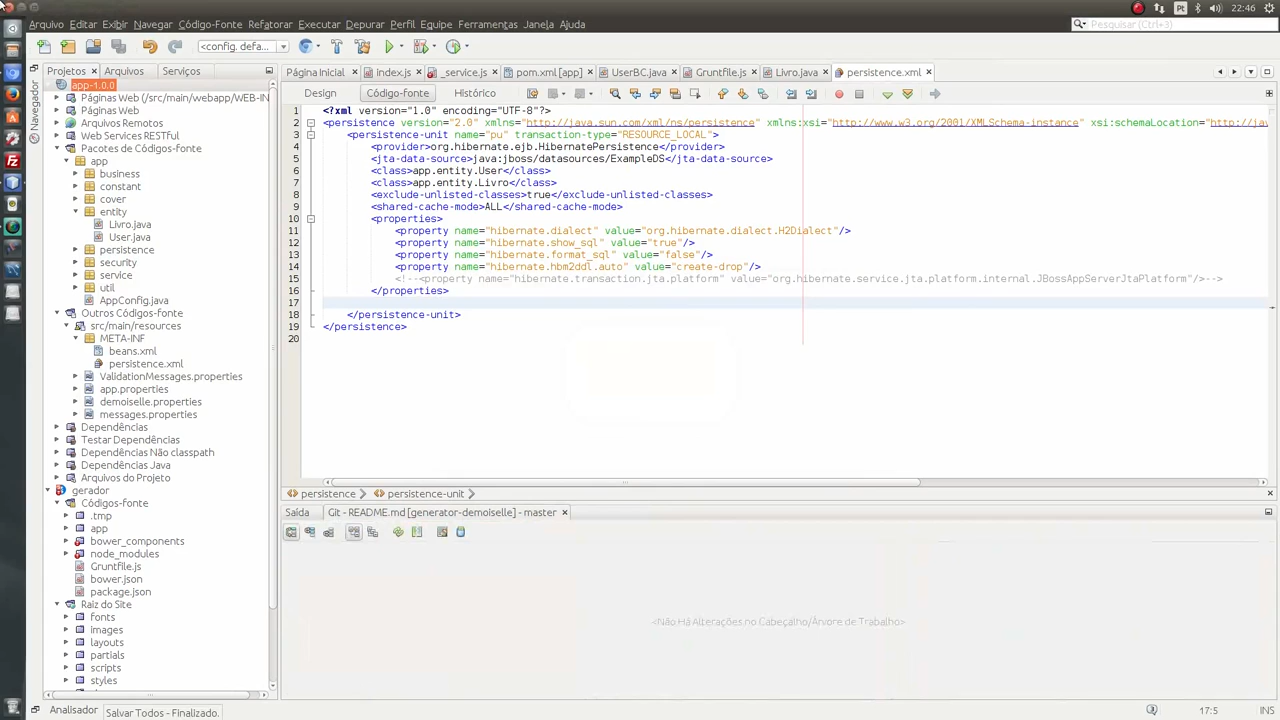 Pt 22:46
Arquivo Editar Exibir Navegar Código-Fonte Refatorar Executar Depurar Perfil Equipe Ferramentas Janela Ajuda
Pesquisar (Ctrl+3)
<config. defa...
Projetos Arquivos Serviços
Navegador
Página Inicial index.js _service.js pom.xml [app] UserBC.java Gruntfile.js Livro.java persistence.xml
Design Código-fonte Histórico
app-1.0.0
Páginas Web (/src/main/webapp/WEB-IN
Páginas Web
Arquivos Remotos
Web Services RESTful
Pacotes de Códigos-fonte
app
business
constant
cover
entity
Livro.java
User.java
persistence
security
service
util
AppConfig.java
Outros Códigos-fonte
src/main/resources
META-INF
beans.xml
persistence.xml
ValidationMessages.properties
app.properties
demoiselle.properties
messages.properties
Dependências
Testar Dependências
Dependências Não classpath
Dependências Java
Arquivos do Projeto
gerador
Códigos-fonte
.tmp
app
bower_components
node_modules
Gruntfile.js
bower.json
package.json
Raiz do Site
fonts
images
layouts
partials
scripts
styles
1 <?xml version="1.0" encoding="UTF-8"?>
2 <persistence version="2.0" xmlns="http://java.sun.com/xml/ns/persistence" xmlns:xsi="http://www.w3.org/2001/XMLSchema-instance" xsi:schemaLocation="http://jav
3 <persistence-unit name="pu" transaction-type="RESOURCE_LOCAL">
4 <provider>org.hibernate.ejb.HibernatePersistence</provider>
5 <jta-data-source>java:jboss/datasources/ExampleDS</jta-data-source>
6 <class>app.entity.User</class>
7 <class>app.entity.Livro</class>
8 <exclude-unlisted-classes>true</exclude-unlisted-classes>
9 <shared-cache-mode>ALL</shared-cache-mode>
10 <properties>
11 <property name="hibernate.dialect" value="org.hibernate.dialect.H2Dialect"/>
12 <property name="hibernate.show_sql" value="true"/>
13 <property name="hibernate.format_sql" value="false"/>
14 <property name="hibernate.hbm2ddl.auto" value="create-drop"/>
15 <!--<property name="hibernate.transaction.jta.platform" value="org.hibernate.service.jta.platform.internal.JBossAppServerJtaPlatform"/>-->
16 </properties>
17
18 </persistence-unit>
19 </persistence>
20
persistence persistence-unit
Saída Git - README.md [generator-demoiselle] - master
<Não Há Alterações no Cabeçalho/Árvore de Trabalho>
Analisador Salvar Todos - Finalizado. 17:5 INS